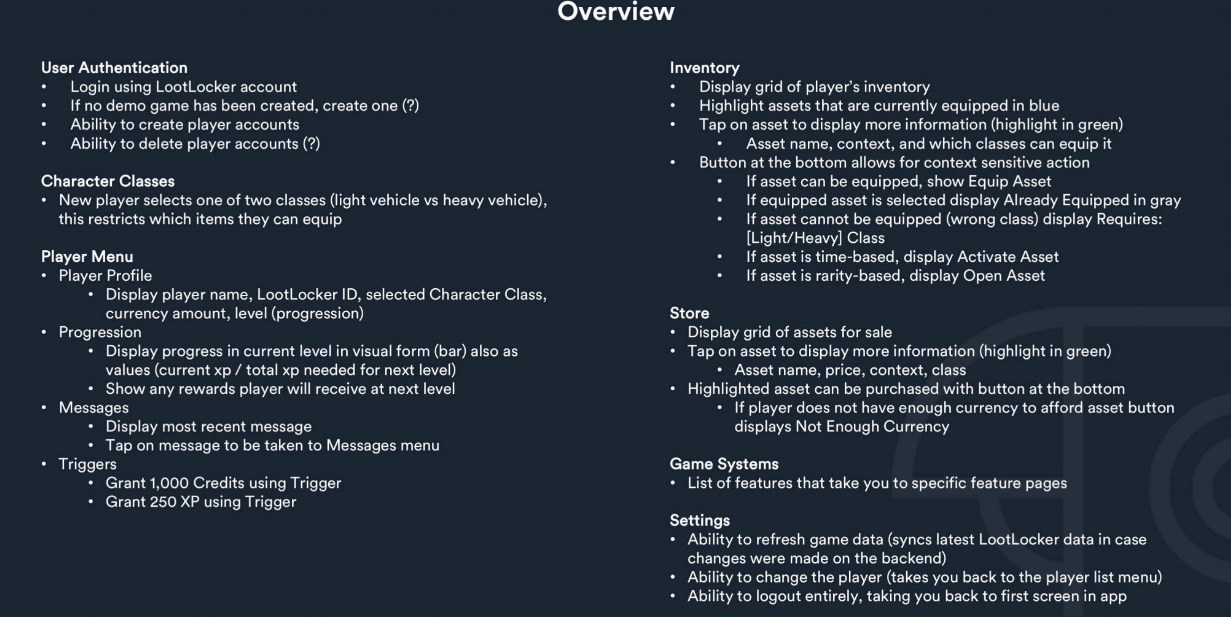 Overview
User Authentication
• Login using LootLocker account
• If no demo game has been created, create one (?)
• Ability to create player accounts
• Ability to delete player accounts (?)
Character Classes
• New player selects one of two classes (light vehicle vs heavy vehicle),
this restricts which items they can equip
Player Menu
• Player Profile
• Display player name, LootLocker ID, selected Character Class,
currency amount, level (progression)
• Progression
• Display progress in current level in visual form (bar) also as
values (current xp / total xp needed for next level)
• Show any rewards player will receive at next level
• Messages
• Display most recent message
• Tap on message to be taken to Messages menu
• Triggers
• Grant 1,000 Credits using Trigger
• Grant 250 XP using Trigger
Inventory
• Display grid of player's inventory
• Highlight assets that are currently equipped in blue
• Tap on asset to display more information (highlight in green)
• Asset name, context, and which classes can equip it
• Button at the bottom allows for context sensitive action
• If asset can be equipped, show Equip Asset
• If equipped asset is selected display Already Equipped in gray
• If asset cannot be equipped (wrong class) display Requires:
[Light/Heavy] Class
• If asset is time-based, display Activate Asset
• If asset is rarity-based, display Open Asset
Store
• Display grid of assets for sale
• Tap on asset to display more information (highlight in green)
• Asset name, price, context, class
• Highlighted asset can be purchased with button at the bottom
• If player does not have enough currency to afford asset button
displays Not Enough Currency
Game Systems
• List of features that take you to specific feature pages
Settings
• Ability to refresh game data (syncs latest LootLocker data in case
changes were made on the backend)
• Ability to change the player (takes you back to the player list menu)
• Ability to logout entirely, taking you back to first screen in app